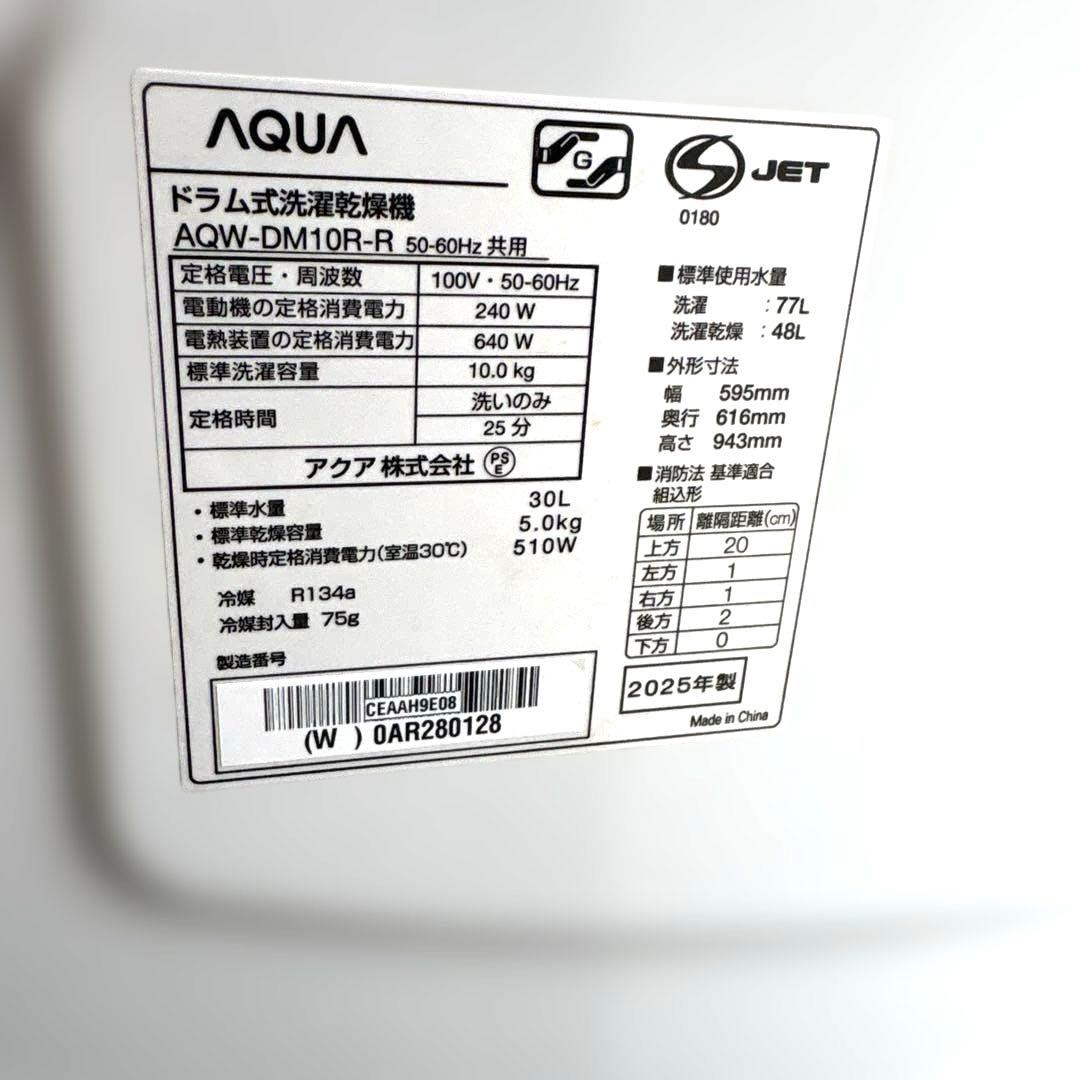 AQUA
G
S JET
0180
ドラム式洗濯乾燥機
AQW-DM10R-R 50-60Hz 共用
定格電圧・周波数 100V・50-60Hz
電動機の定格消費電力 240 W
電熱装置の定格消費電力 640 W
標準洗濯容量 10.0 kg
定格時間 洗いのみ
25 分
アクア 株式会社 PSE
・標準水量 30L
・標準乾燥容量 5.0kg
・乾燥時定格消費電力(室温30℃) 510W
冷媒 R134a
冷媒封入量 75g
製造番号
CEAAH9E08
(W ) 0AR280128
■標準使用水量
洗濯 :77L
洗濯乾燥 :48L
■外形寸法
幅 595mm
奥行 616mm
高さ 943mm
■消防法 基準適合
組込形
場所 離隔距離(cm)
上方 20
左方 1
右方 1
後方 2
下方 0
2025年製
Made in China